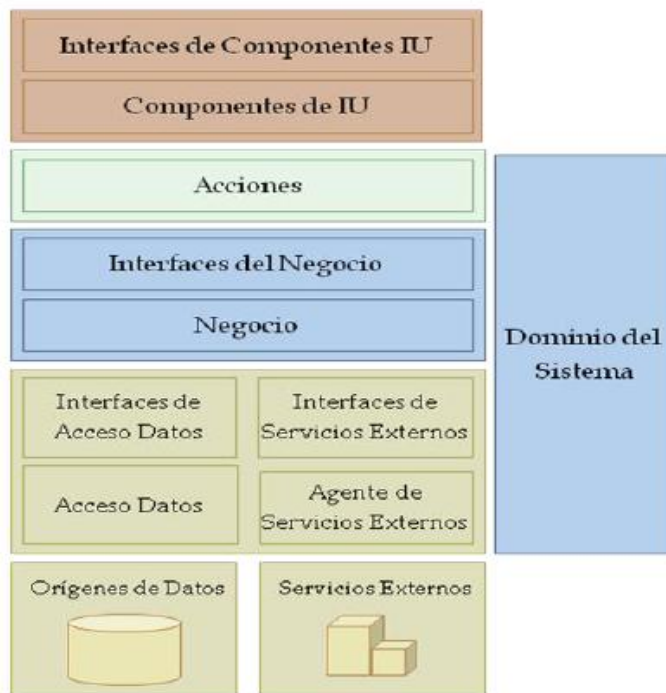 Interfaces de Componentes IU
Componentes de IU
Acciones
Interfaces del Negocio
Negocio
Dominio del
Sistema
Interfaces de
Acceso Datos
Interfaces de
Servicios Externos
Acceso Datos
Agente de
Servicios Externos
Orígenes de Datos
Servicios Externos